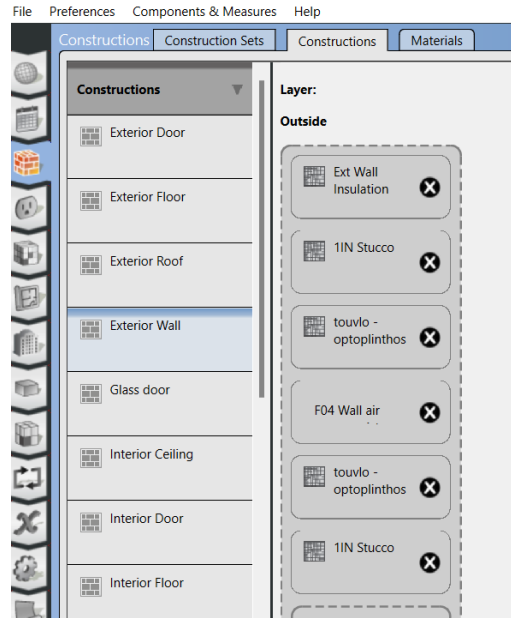 File Preferences Components & Measures Help
Constructions Construction Sets Constructions Materials
Constructions
Exterior Door
Exterior Floor
Exterior Roof
Exterior Wall
Glass door
Interior Ceiling
Interior Door
Interior Floor
Layer:
Outside
Ext Wall
Insulation
1IN Stucco
touvlo -
optoplinthos
F04 Wall air
touvlo -
optoplinthos
1IN Stucco